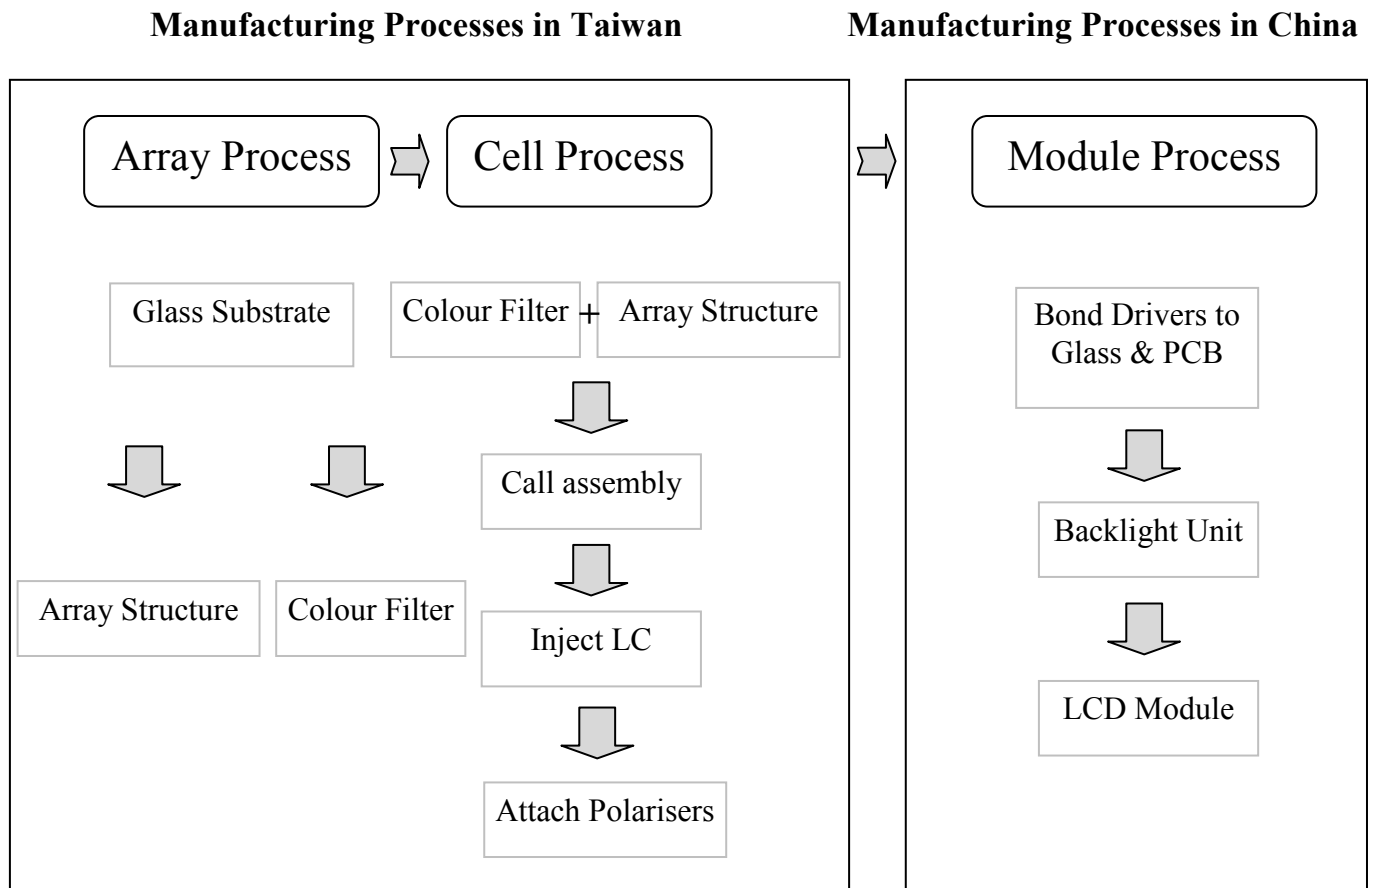 Manufacturing Processes in Taiwan
Manufacturing Processes in China
Array Process
Cell Process
Module Process
Glass Substrate
Array Structure
Colour Filter
Colour Filter + Array Structure
Call assembly
Inject LC
Attach Polarisers
Bond Drivers to
Glass & PCB
Backlight Unit
LCD Module